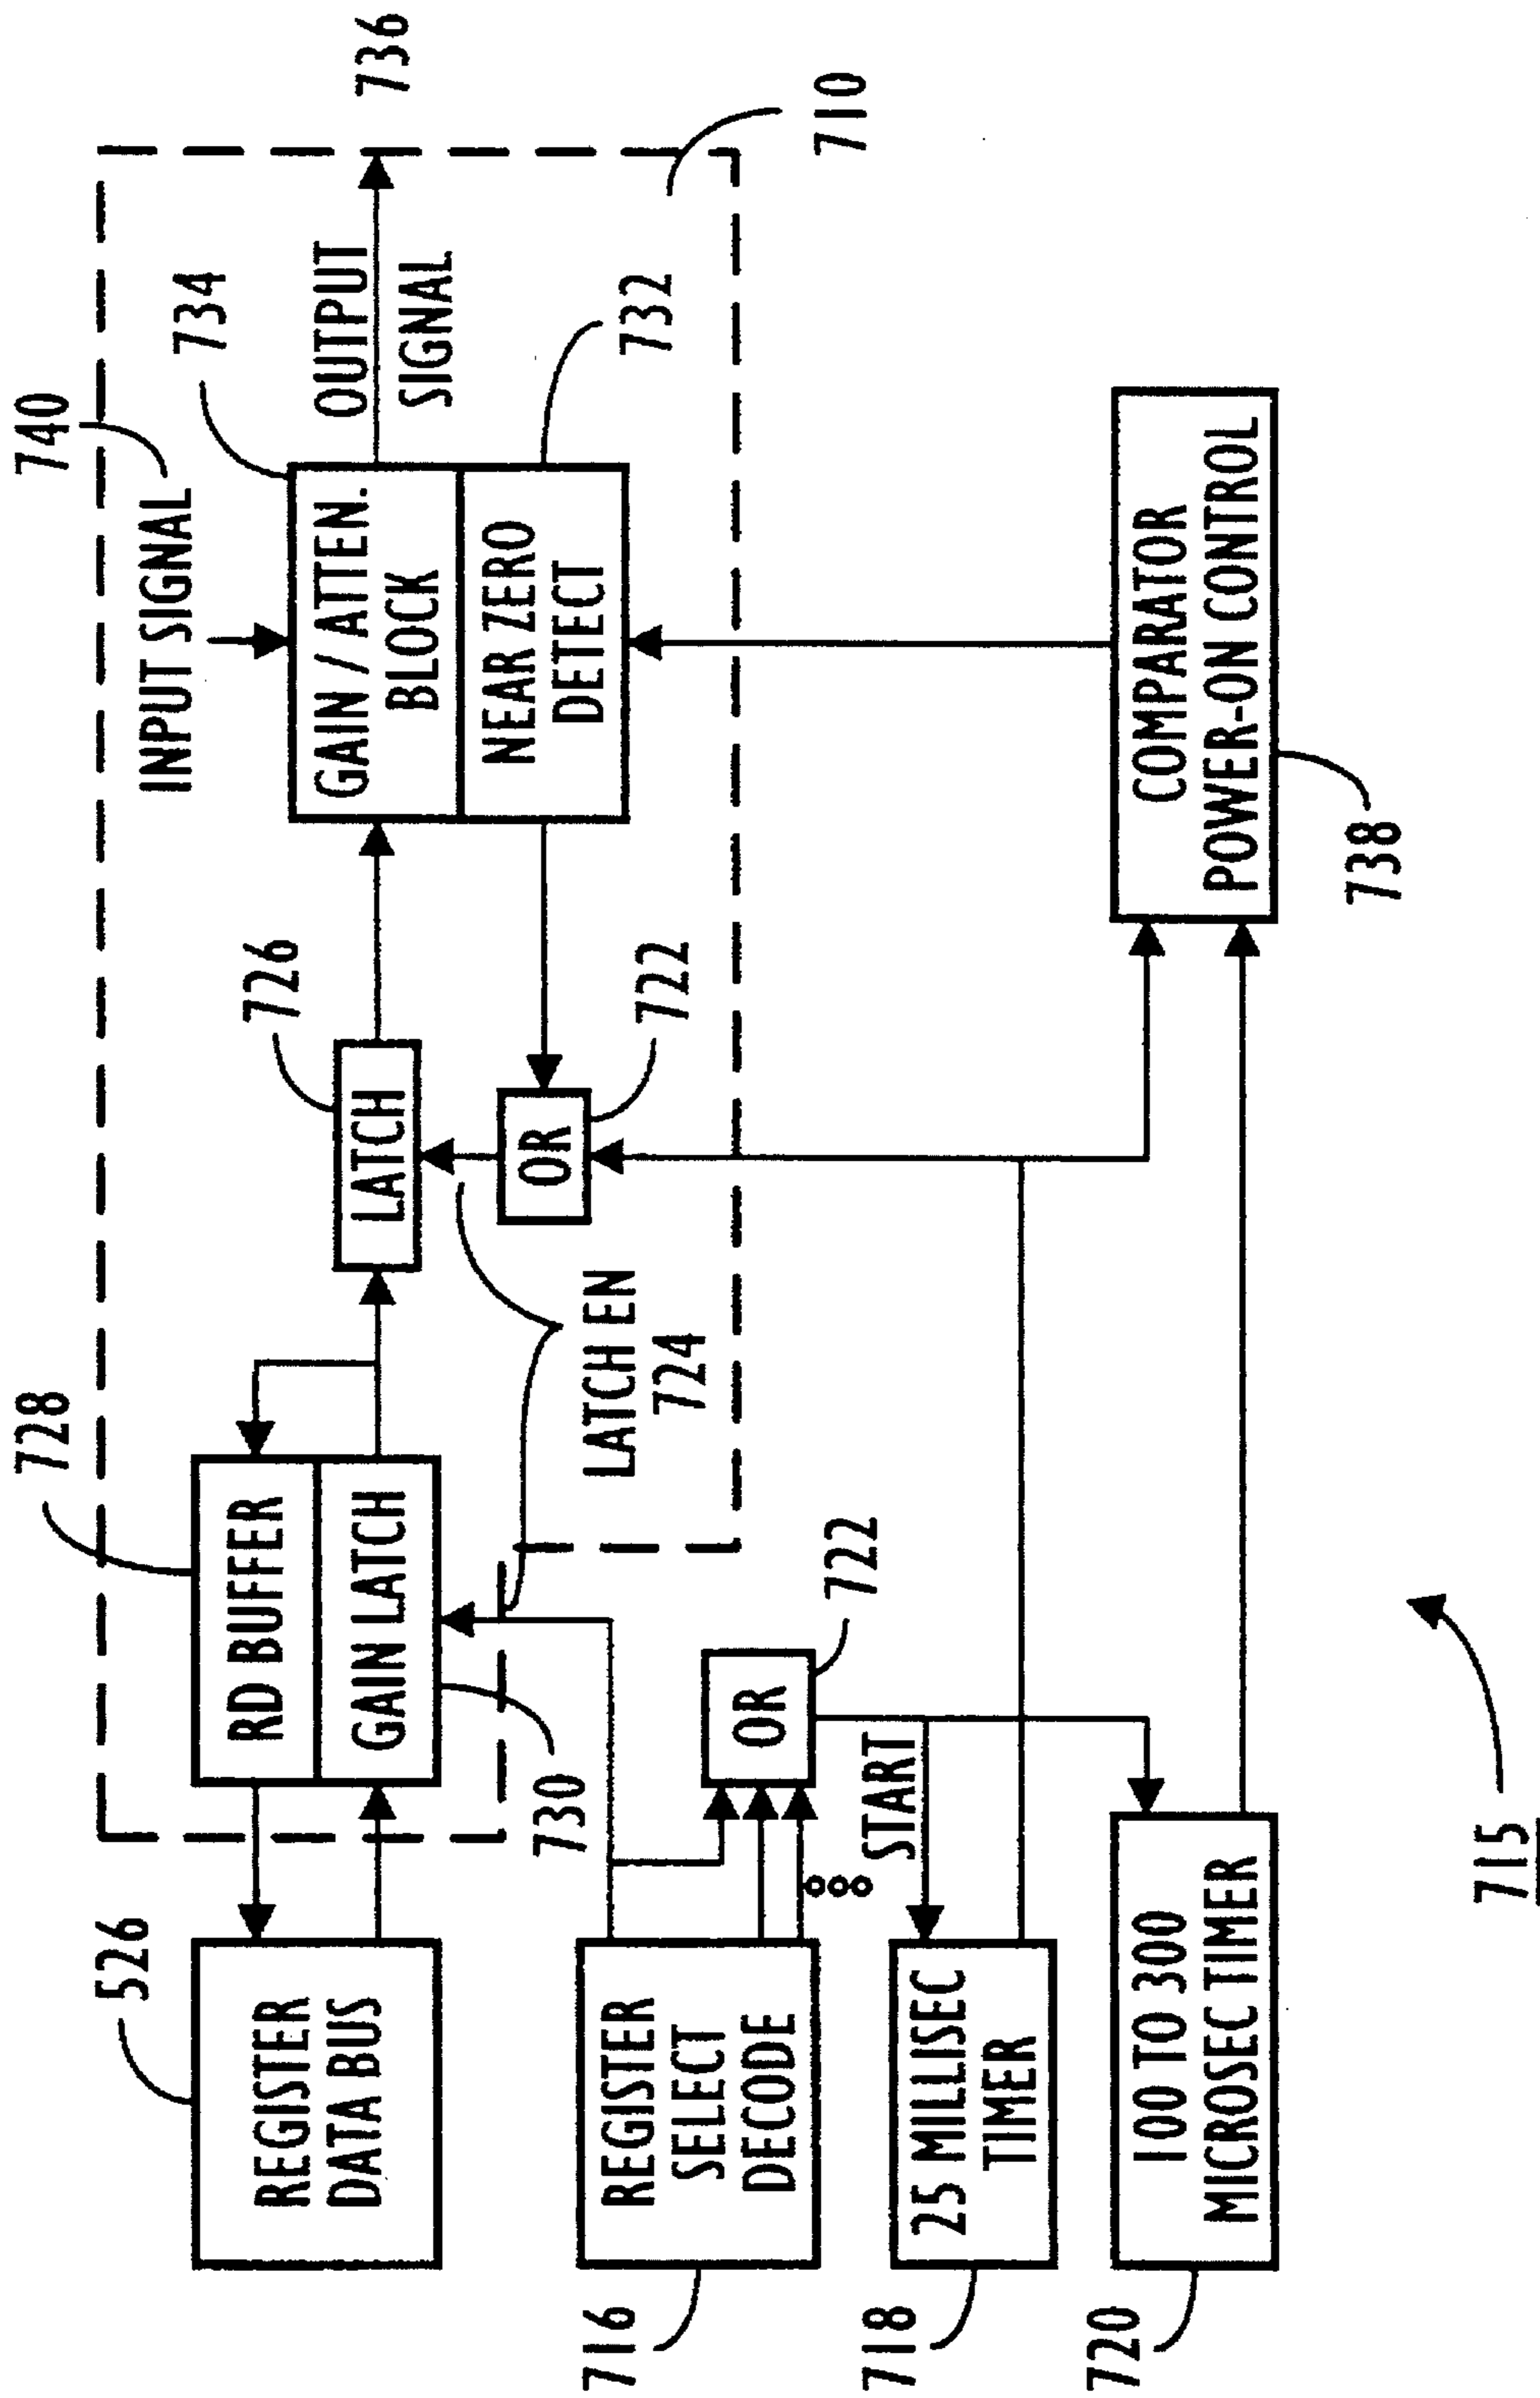 740
INPUT SIGNAL
734
736
OUTPUT
SIGNAL
GAIN / ATTEN.
BLOCK
NEAR ZERO
DETECT
732
710
726
LATCH
OR
722
LATCH EN
724
728
RD BUFFER
GAIN LATCH
730
526
REGISTER
DATA BUS
716
REGISTER
SELECT
DECODE
OR
722
START
718
25 MILLISEC
TIMER
720
100 TO 300
MICROSEC TIMER
COMPARATOR
POWER-ON CONTROL
738
715